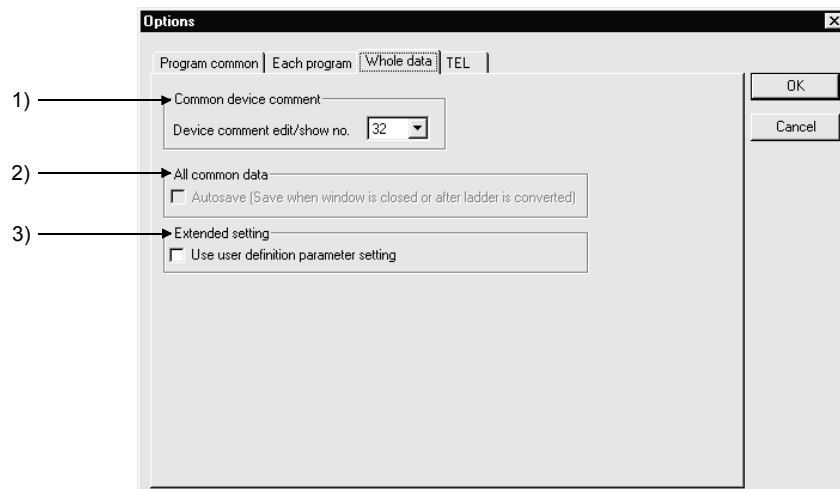 Options
Program common Each program Whole data TEL
OK
Cancel
1)
Common device comment
Device comment edit/show no. 32
2)
All common data
Autosave (Save when window is closed or after ladder is converted)
3)
Extended setting
Use user definition parameter setting